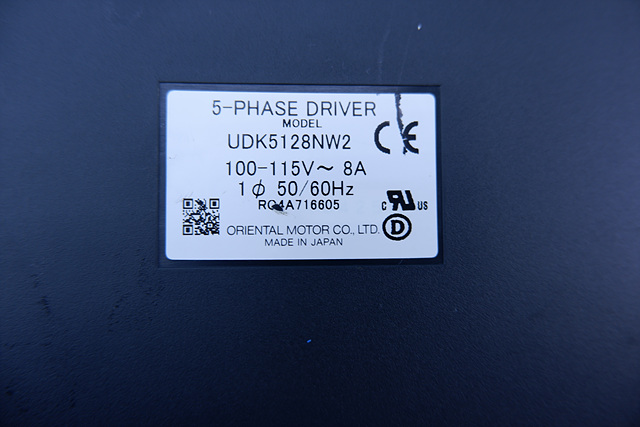 5-PHASE DRIVER
MODEL
UDK5128NW2
CE
100-115V～ 8A
1ϕ 50/60Hz
RC4A716605
c RU US
D
ORIENTAL MOTOR CO., LTD.
MADE IN JAPAN